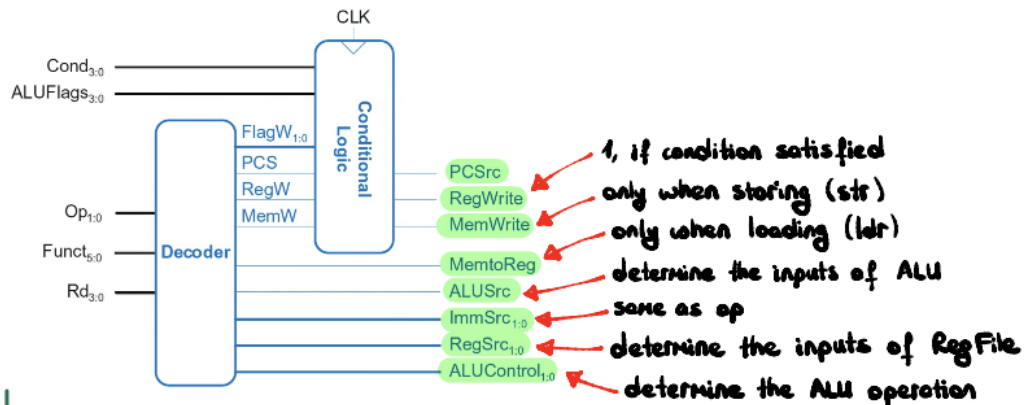 CLK
Cond3:0
ALUFlags3:0
Conditional
Logic
FlagW1:0
PCS
PCSrc
1, if condition satisfied
RegW
RegWrite
only when storing (str)
Op1:0
MemW
MemWrite
only when loading (ldr)
Funct5:0
Decoder
MemtoReg
determine the inputs of ALU
Rd3:0
ALUSrc
same as op
ImmSrc1:0
RegSrc1:0
determine the inputs of RegFile
ALUControl1:0
determine the ALU operation